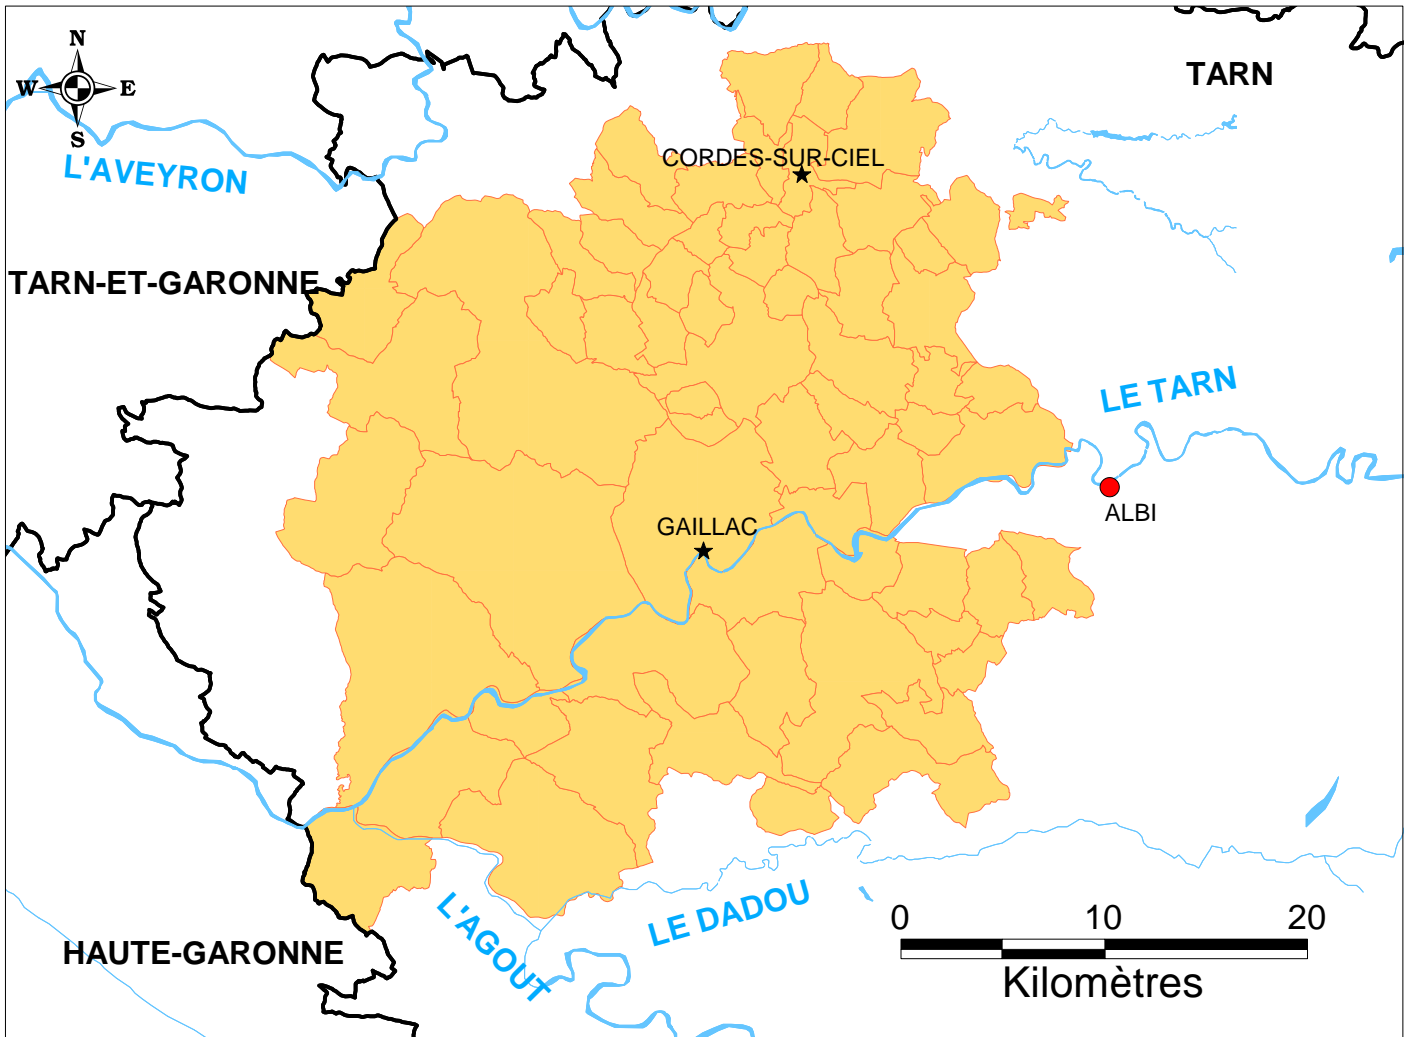 N
W E
S
TARN
CORDES-SUR-CIEL
L'AVEYRON
TARN-ET-GARONNE
LE TARN
ALBI
GAILLAC
L'AGOUT
LE DADOU
HAUTE-GARONNE
0 10 20
Kilomètres